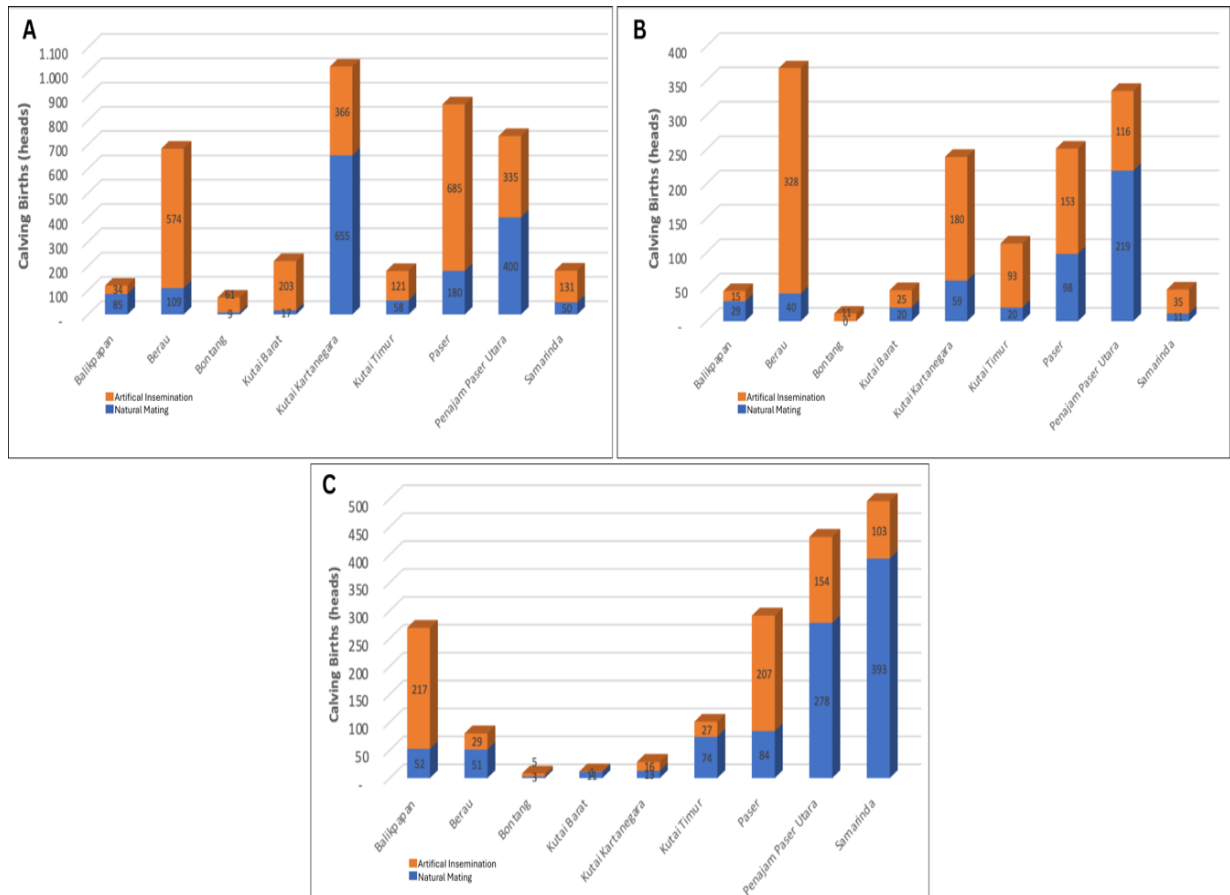 A
Calving Births (heads)
1.100
1.000
900
800
700
600
500
400
300
200
100
-
34
85
574
109
61
9
203
17
366
655
121
58
685
180
335
400
131
50
Balikpapan
Berau
Bontang
Kutai Barat
Kutai Kartanegara
Kutai Timur
Paser
Penajam Paser Utara
Samarinda
Artifical Insemination
Natural Mating
B
Calving Births (heads)
400
350
300
250
200
150
100
50
-
15
29
328
40
11
0
25
20
180
59
93
20
153
98
116
219
35
11
Balikpapan
Berau
Bontang
Kutai Barat
Kutai Kartanegara
Kutai Timur
Paser
Penajam Paser Utara
Samarinda
Artifical Insemination
Natural Mating
C
Calving Births (heads)
500
450
400
350
300
250
200
150
100
50
-
217
52
29
51
5
3
11
16
13
27
74
207
84
154
278
103
393
Balikpapan
Berau
Bontang
Kutai Barat
Kutai Kartanegara
Kutai Timur
Paser
Penajam Paser Utara
Samarinda
Artifical Insemination
Natural Mating